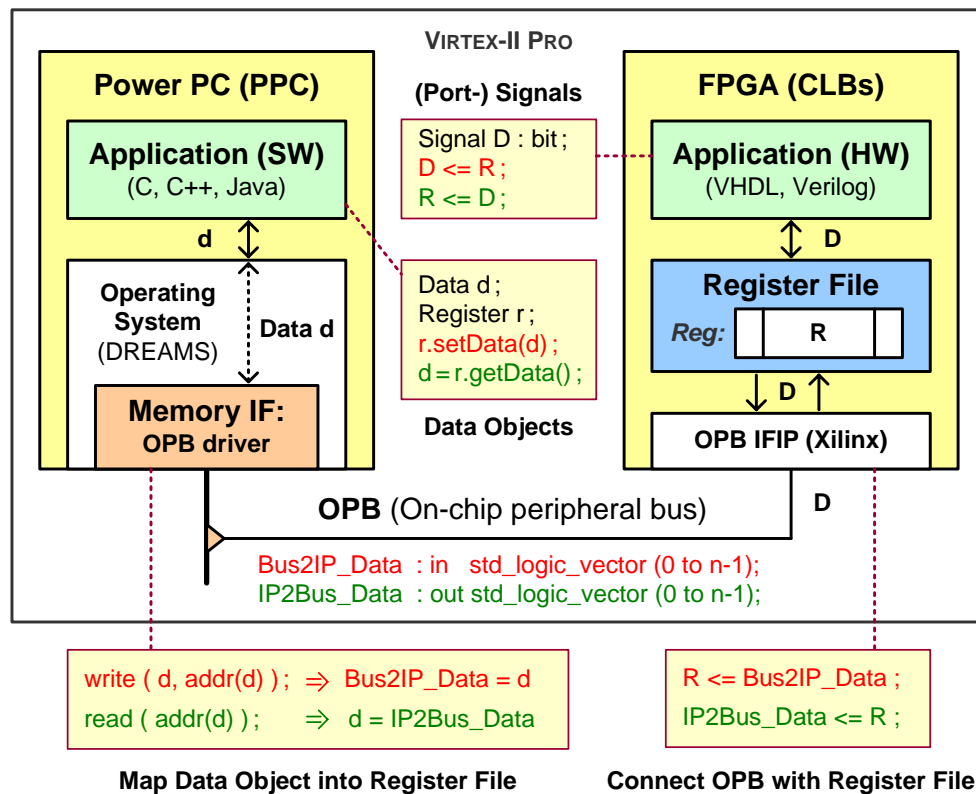 VIRTEX-II PRO
Power PC (PPC)
Application (SW)
(C, C++, Java)
d
Operating
System
(DREAMS)
Data d
Memory IF:
OPB driver
(Port-) Signals
Signal D : bit ;
D <= R ;
R <= D ;
Data d ;
Register r ;
r.setData(d) ;
d = r.getData() ;
Data Objects
FPGA (CLBs)
Application (HW)
(VHDL, Verilog)
D
Register File
Reg:
R
D
OPB IFIP (Xilinx)
D
OPB (On-chip peripheral bus)
Bus2IP_Data : in std_logic_vector (0 to n-1);
IP2Bus_Data : out std_logic_vector (0 to n-1);
write ( d, addr(d) ) ; ⇒ Bus2IP_Data = d
read ( addr(d) ) ; ⇒ d = IP2Bus_Data
Map Data Object into Register File
R <= Bus2IP_Data ;
IP2Bus_Data <= R ;
Connect OPB with Register File